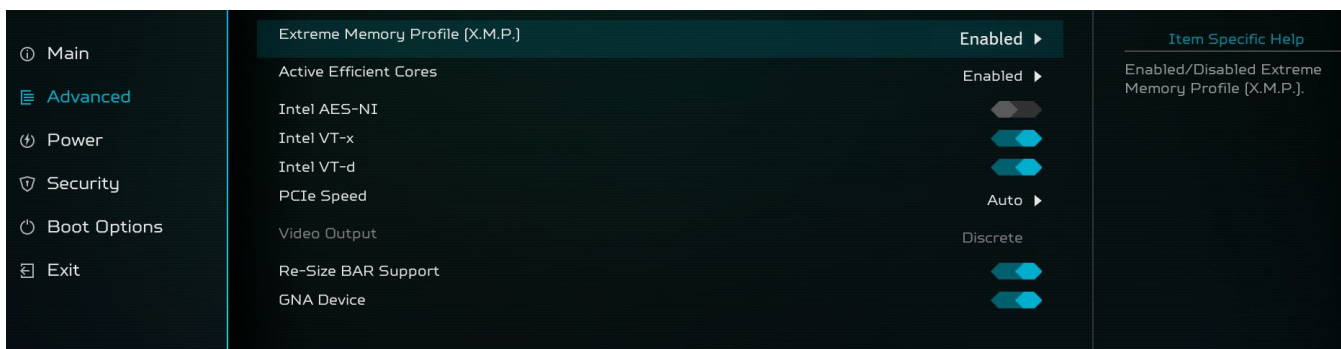 Main
Advanced
Power
Security
Boot Options
Exit
Extreme Memory Profile (X.M.P.) Enabled
Active Efficient Cores Enabled
Intel AES-NI
Intel VT-x
Intel VT-d
PCIe Speed Auto
Video Output Discrete
Re-Size BAR Support
GNA Device
Item Specific Help
Enabled/Disabled Extreme
Memory Profile (X.M.P.).